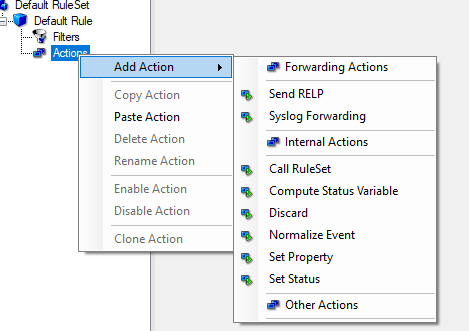 Default RuleSet
Default Rule
Filters
Actions
Add Action
Copy Action
Paste Action
Delete Action
Rename Action
Enable Action
Disable Action
Clone Action
Forwarding Actions
Send RELP
Syslog Forwarding
Internal Actions
Call RuleSet
Compute Status Variable
Discard
Normalize Event
Set Property
Set Status
Other Actions